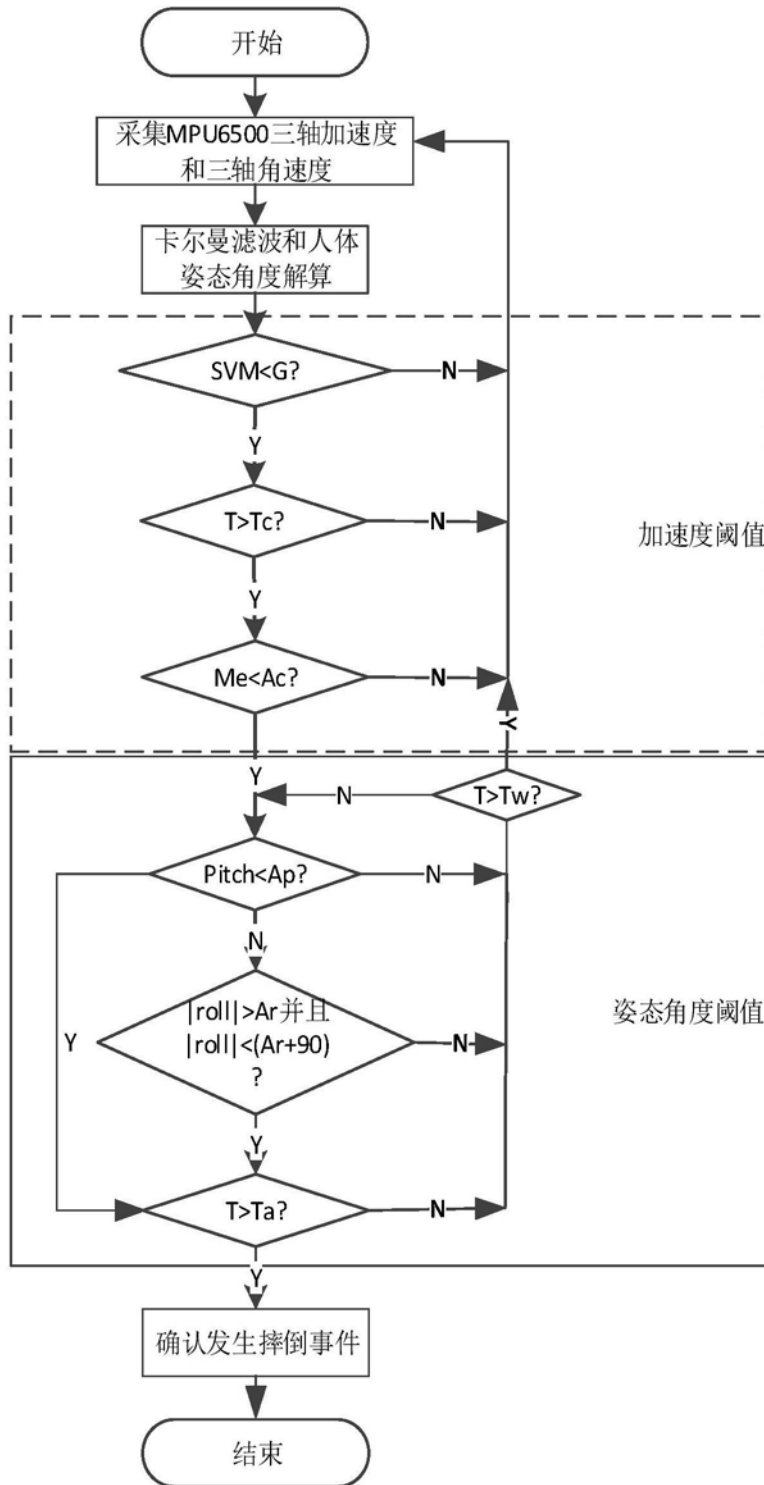 开始
采集MPU6500三轴加速度
和三轴角速度
卡尔曼滤波和人体
姿态角度解算
SVM<G?
N
Y
T>Tc?
N
加速度阈值
Y
Me<Ac?
N
Y
Y
N
T>Tw?
Pitch<Ap?
N
N
|roll|>Ar并且
|roll|<(Ar+90)
?
N
姿态角度阈值
Y
Y
T>Ta?
N
Y
确认发生摔倒事件
结束